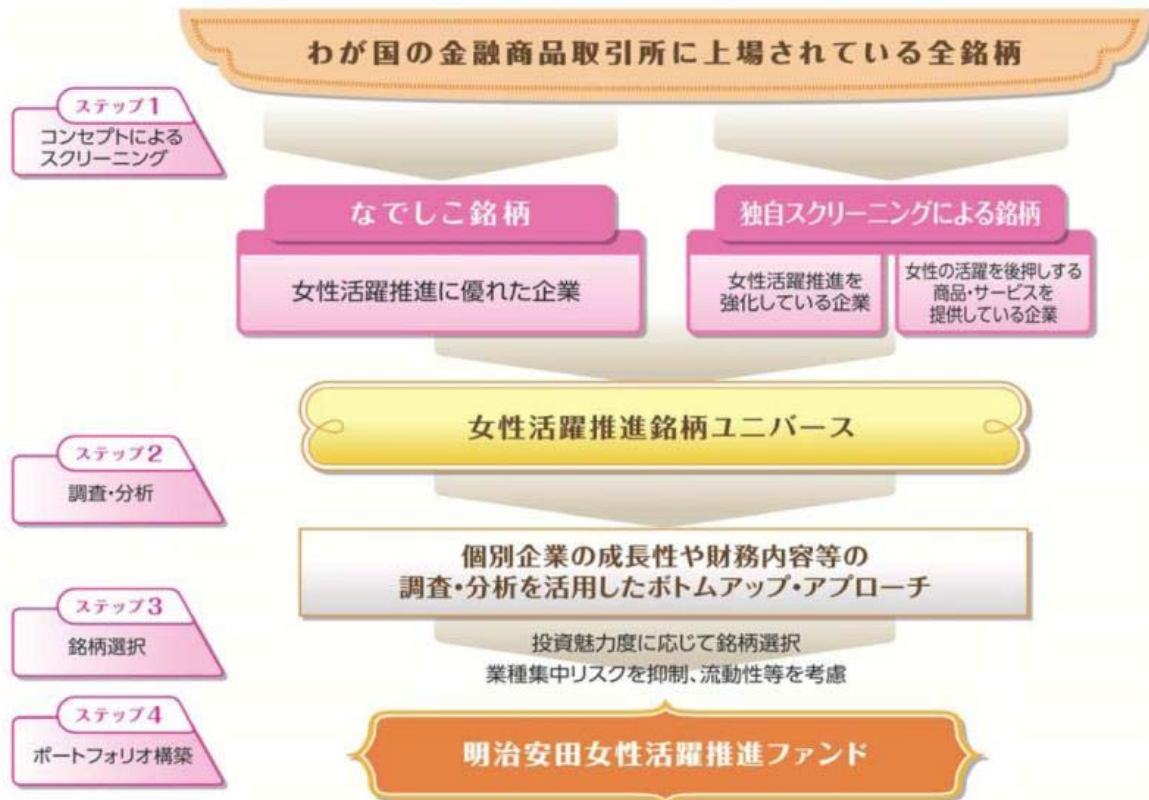 わが国の金融商品取引所に上場されている全銘柄
ステップ1
コンセプトによる
スクリーニング
なでしこ銘柄
女性活躍推進に優れた企業
独自スクリーニングによる銘柄
女性活躍推進を
強化している企業
女性の活躍を後押しする
商品・サービスを
提供している企業
女性活躍推進銘柄ユニバース
ステップ2
調査・分析
個別企業の成長性や財務内容等の
調査・分析を活用したボトムアップ・アプローチ
ステップ3
銘柄選択
投資魅力度に応じて銘柄選択
業種集中リスクを抑制、流動性等を考慮
ステップ4
ポートフォリオ構築
明治安田女性活躍推進ファンド